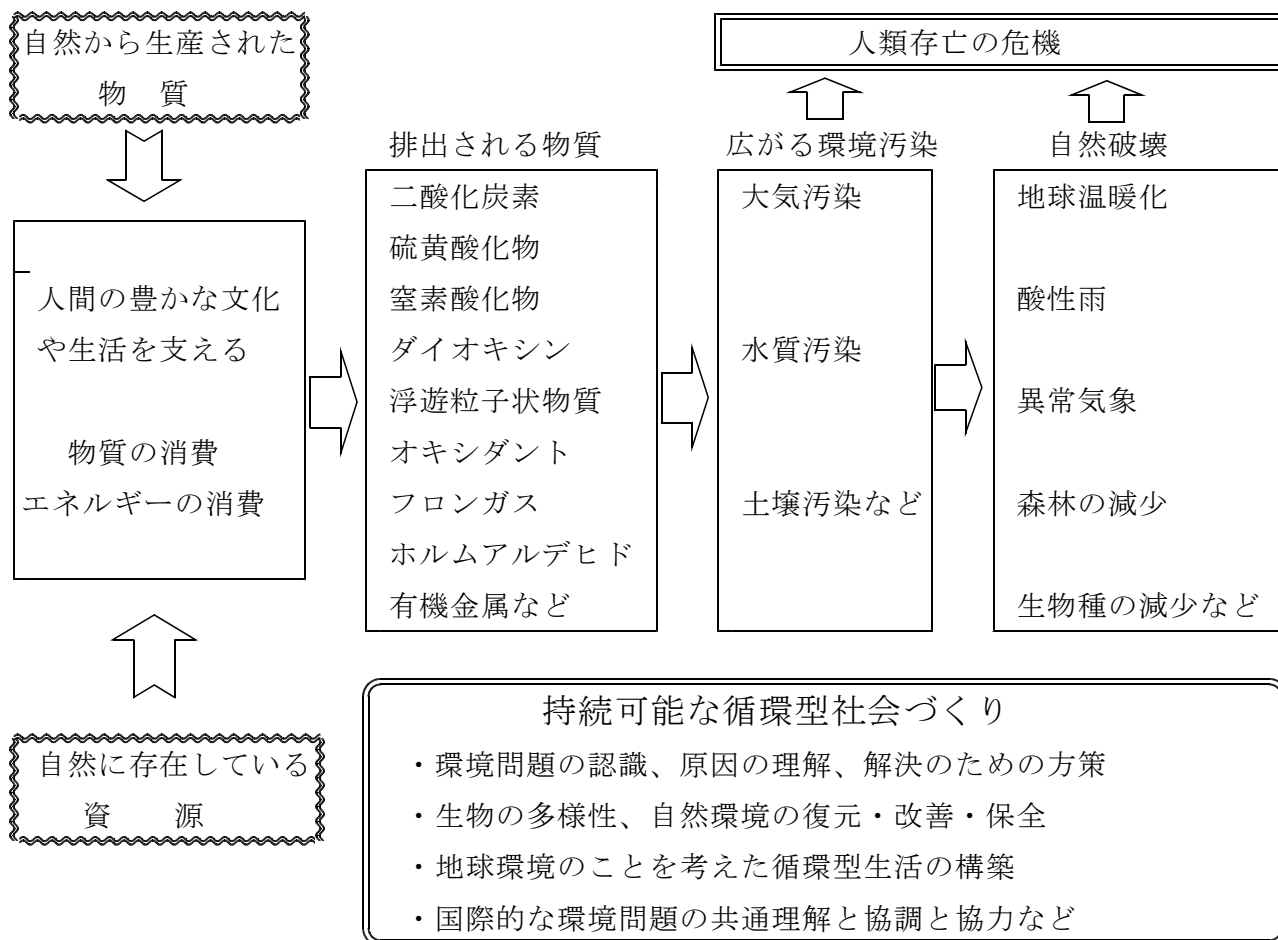 自然から生産された
物　質
人間の豊かな文化
や生活を支える
物質の消費
エネルギーの消費
自然に存在している
資　　源
排出される物質
二酸化炭素
硫黄酸化物
窒素酸化物
ダイオキシン
浮遊粒子状物質
オキシダント
フロンガス
ホルムアルデヒド
有機金属など
広がる環境汚染
大気汚染
水質汚染
土壌汚染など
人類存亡の危機
自然破壊
地球温暖化
酸性雨
異常気象
森林の減少
生物種の減少など
持続可能な循環型社会づくり
・環境問題の認識、原因の理解、解決のための方策
・生物の多様性、自然環境の復元・改善・保全
・地球環境のことを考えた循環型生活の構築
・国際的な環境問題の共通理解と協調と協力など